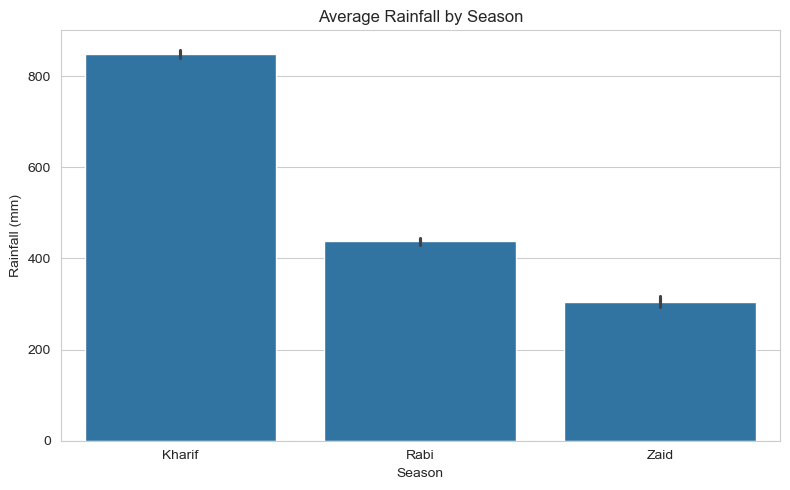 Average Rainfall by Season
Rainfall (mm)
800
600
400
200
0
Kharif
Rabi
Zaid
Season